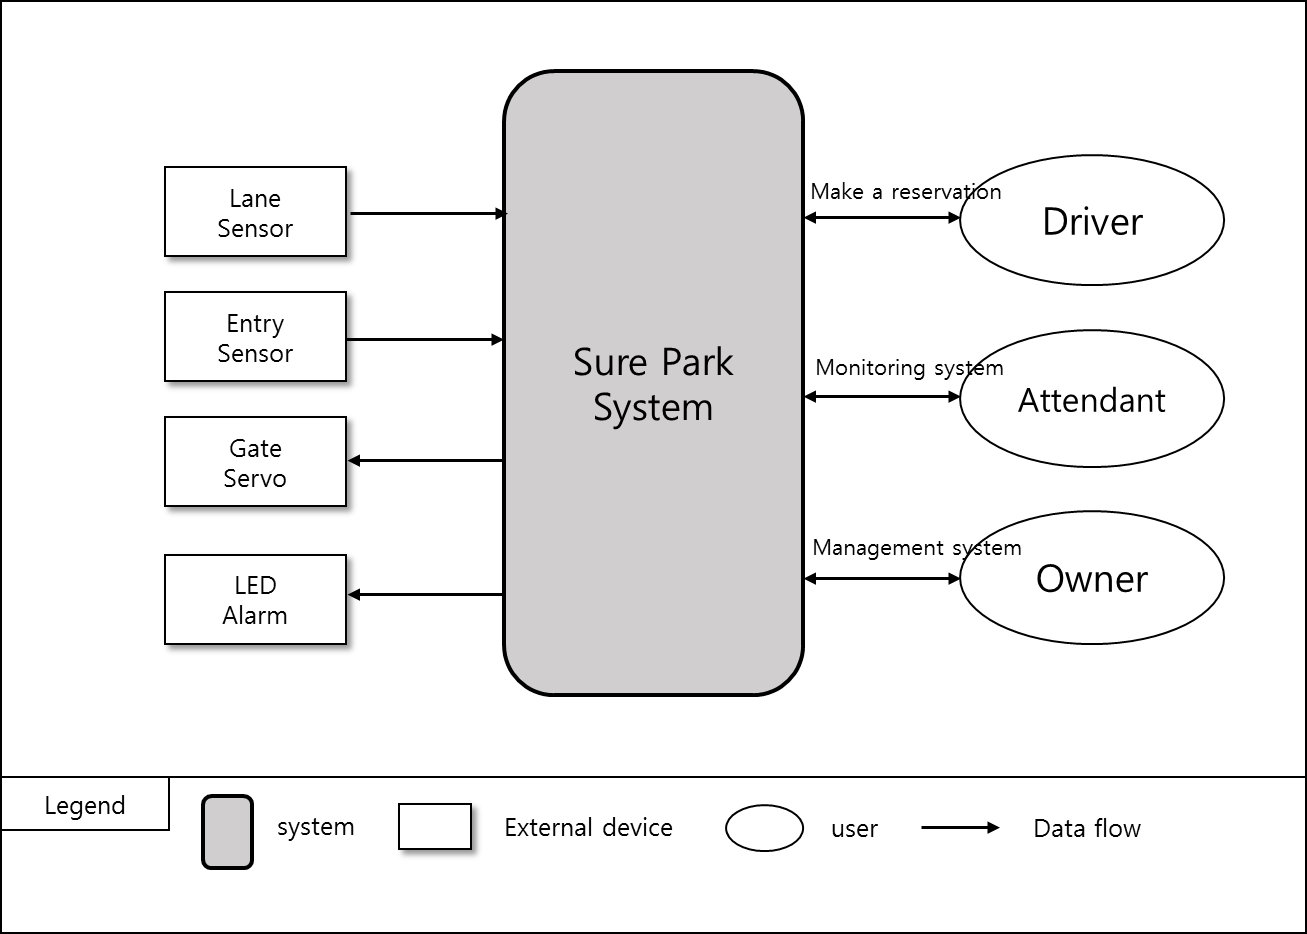 Lane
Sensor
Entry
Sensor
Gate
Servo
LED
Alarm
Sure Park
System
Make a reservation
Driver
Monitoring system
Attendant
Management system
Owner
Legend
system
External device
user
Data flow